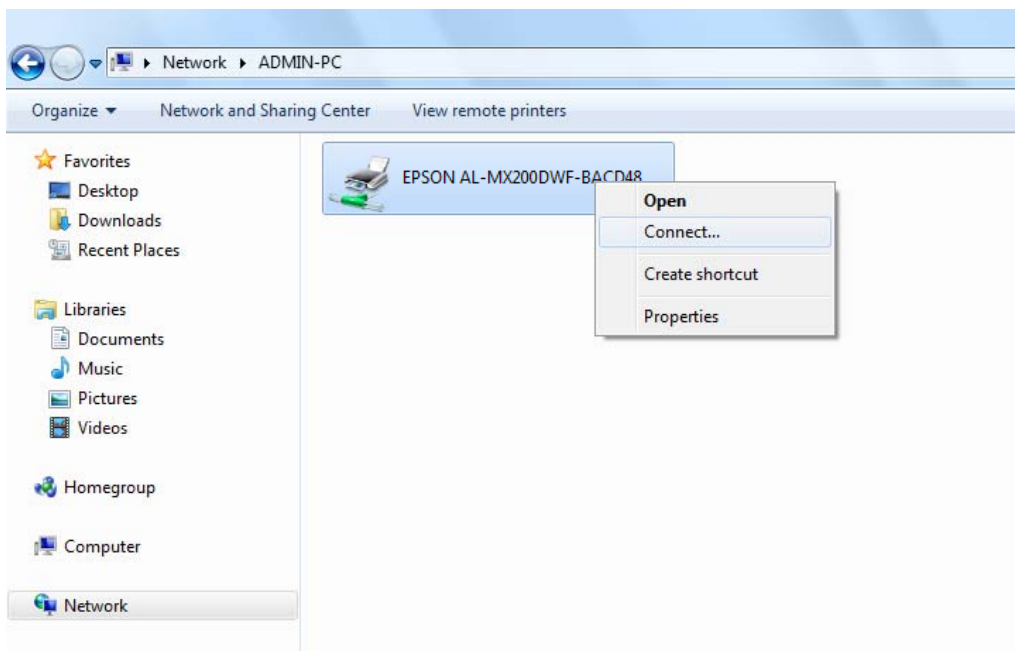 Network ADMIN-PC
Organize Network and Sharing Center View remote printers
Favorites
Desktop
Downloads
Recent Places
Libraries
Documents
Music
Pictures
Videos
Homegroup
Computer
Network
EPSON AL-MX200DWF-BACD48
Open
Connect...
Create shortcut
Properties